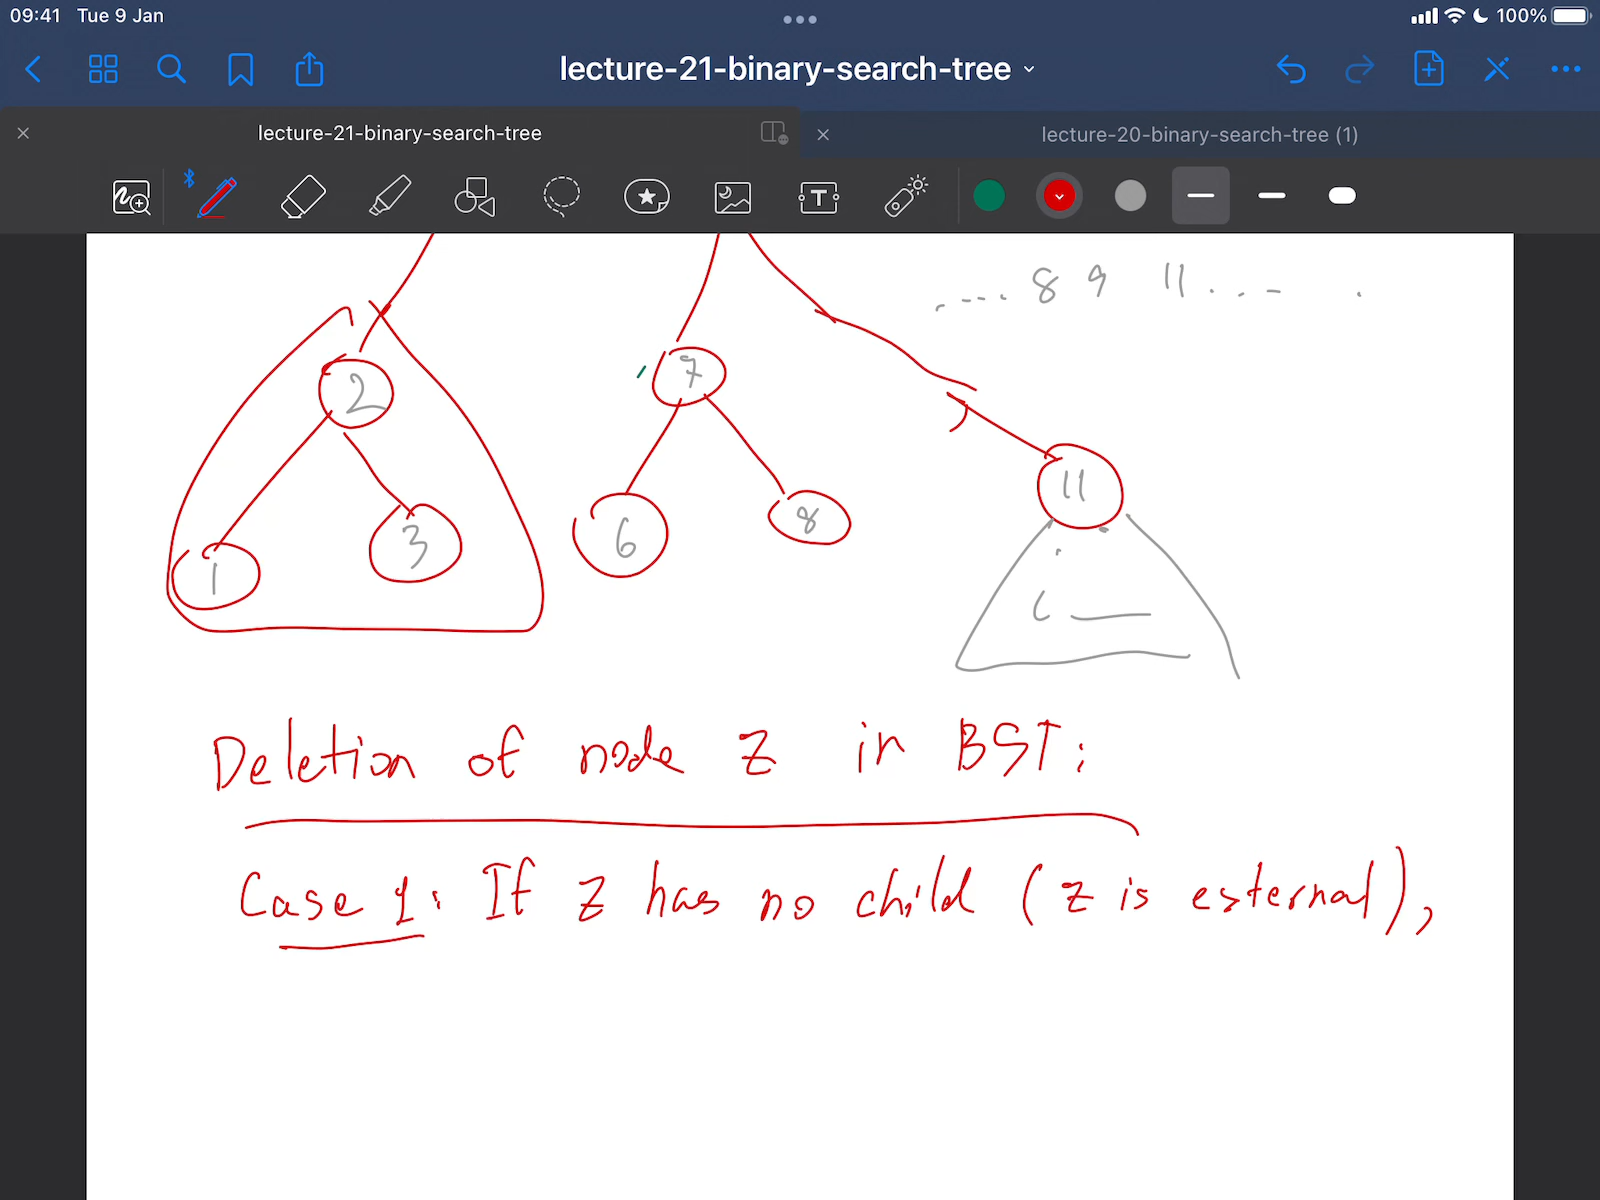 09:41 Tue 9 Jan
100%
lecture-21-binary-search-tree
lecture-21-binary-search-tree
lecture-20-binary-search-tree (1)
T
.---. 8 9 11 . . - .
2
7
11
1
3
6
8
Deletion of node z in BST:
Case 1: If z has no child (z is esternal),